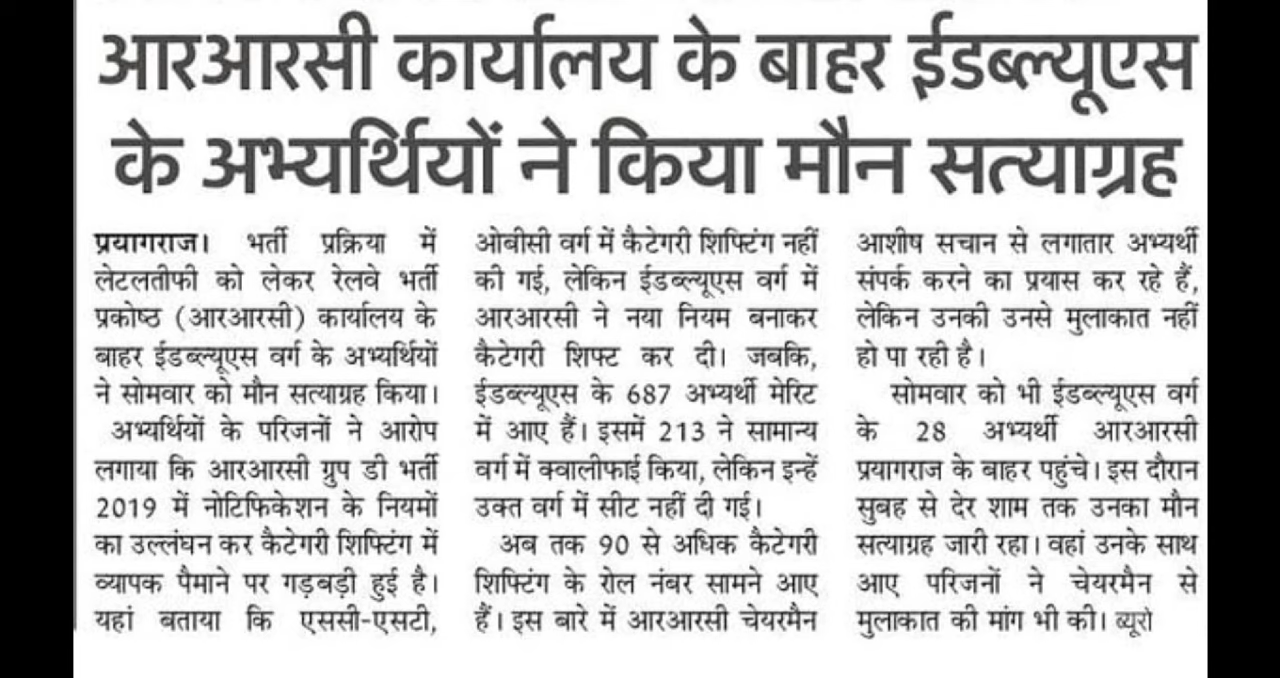 आरआरसी कार्यालय के बाहर ईडब्ल्यूएस
के अभ्यर्थियों ने किया मौन सत्याग्रह
प्रयागराज। भर्ती प्रक्रिया में
लेटलतीफी को लेकर रेलवे भर्ती
प्रकोष्ठ (आरआरसी) कार्यालय के
बाहर ईडब्ल्यूएस वर्ग के अभ्यर्थियों
ने सोमवार को मौन सत्याग्रह किया।
अभ्यर्थियों के परिजनों ने आरोप
लगाया कि आरआरसी ग्रुप डी भर्ती
2019 में नोटिफिकेशन के नियमों
का उल्लंघन कर कैटेगरी शिफ्टिंग में
व्यापक पैमाने पर गड़बड़ी हुई है।
यहां बताया कि एससी-एसटी,
ओबीसी वर्ग में कैटेगरी शिफ्टिंग नहीं
की गई, लेकिन ईडब्ल्यूएस वर्ग में
आरआरसी ने नया नियम बनाकर
कैटेगरी शिफ्ट कर दी। जबकि,
ईडब्ल्यूएस के 687 अभ्यर्थी मेरिट
में आए हैं। इसमें 213 ने सामान्य
वर्ग में क्वालीफाई किया, लेकिन इन्हें
उक्त वर्ग में सीट नहीं दी गई।
अब तक 90 से अधिक कैटेगरी
शिफ्टिंग के रोल नंबर सामने आए
हैं। इस बारे में आरआरसी चेयरमैन
आशीष सचान से लगातार अभ्यर्थी
संपर्क करने का प्रयास कर रहे हैं,
लेकिन उनकी उनसे मुलाकात नहीं
हो पा रही है।
सोमवार को भी ईडब्ल्यूएस वर्ग
के 28 अभ्यर्थी आरआरसी
प्रयागराज के बाहर पहुंचे। इस दौरान
सुबह से देर शाम तक उनका मौन
सत्याग्रह जारी रहा। वहां उनके साथ
आए परिजनों ने चेयरमैन से
मुलाकात की मांग भी की। ब्यूरो